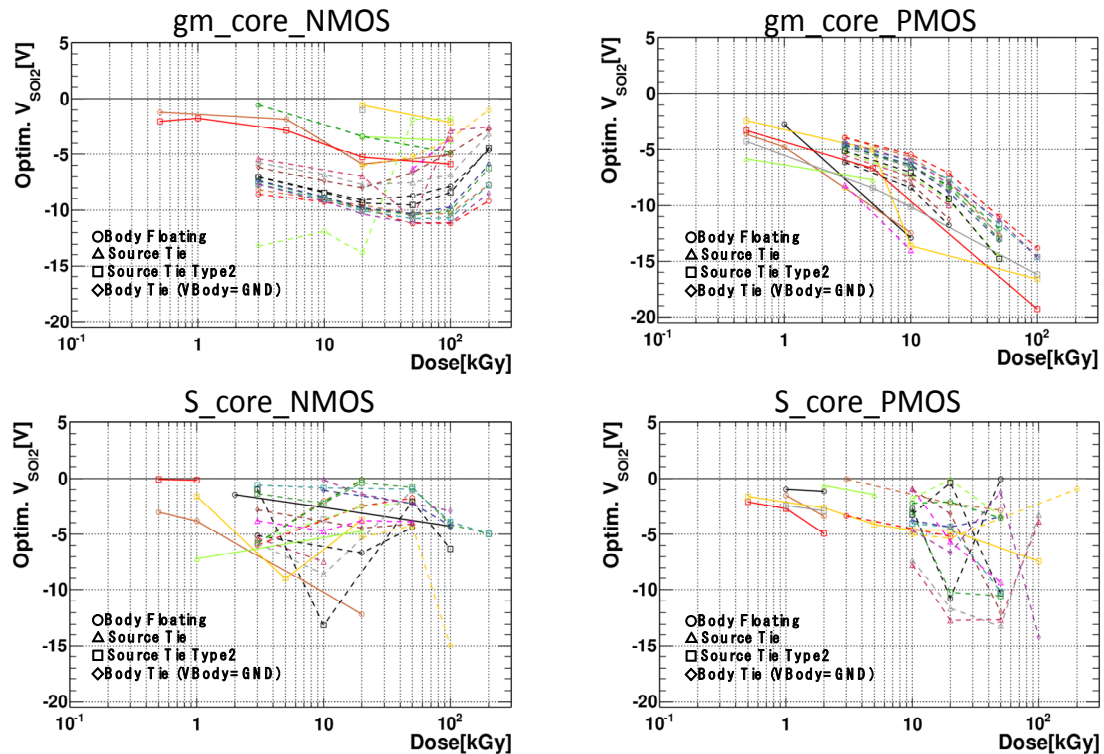 gm_core_NMOS
Optim. V_SOI2[V]
5
0
-5
-10
-15
-20
Body Floating
Source Tie
Source Tie Type2
Body Tie (VBody=GND)
10^-1
1
10
10^2
Dose[kGy]
gm_core_PMOS
Optim. V_SOI2[V]
5
0
-5
-10
-15
-20
Body Floating
Source Tie
Source Tie Type2
Body Tie (VBody=GND)
10^-1
1
10
10^2
Dose[kGy]
S_core_NMOS
Optim. V_SOI2[V]
5
0
-5
-10
-15
-20
Body Floating
Source Tie
Source Tie Type2
Body Tie (VBody=GND)
10^-1
1
10
10^2
Dose[kGy]
S_core_PMOS
Optim. V_SOI2[V]
5
0
-5
-10
-15
-20
Body Floating
Source Tie
Source Tie Type2
Body Tie (VBody=GND)
10^-1
1
10
10^2
Dose[kGy]